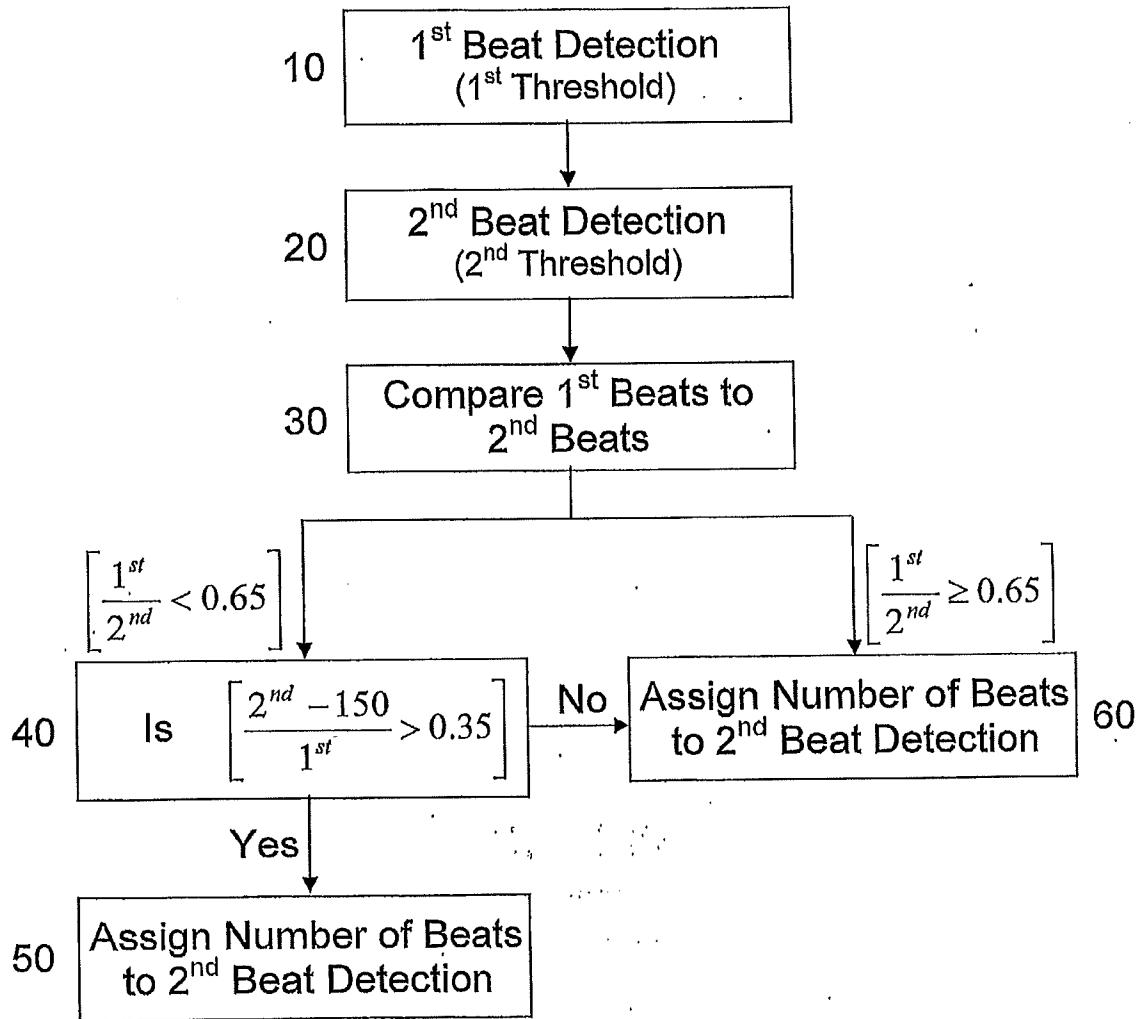 10
1st Beat Detection
(1st Threshold)
20
2nd Beat Detection
(2nd Threshold)
30
Compare 1st Beats to
2nd Beats
[1st/2nd < 0.65]
[1st/2nd ≥ 0.65]
40
Is [2nd − 150/1st > 0.35]
No
Assign Number of Beats
to 2nd Beat Detection
60
Yes
50
Assign Number of Beats
to 2nd Beat Detection